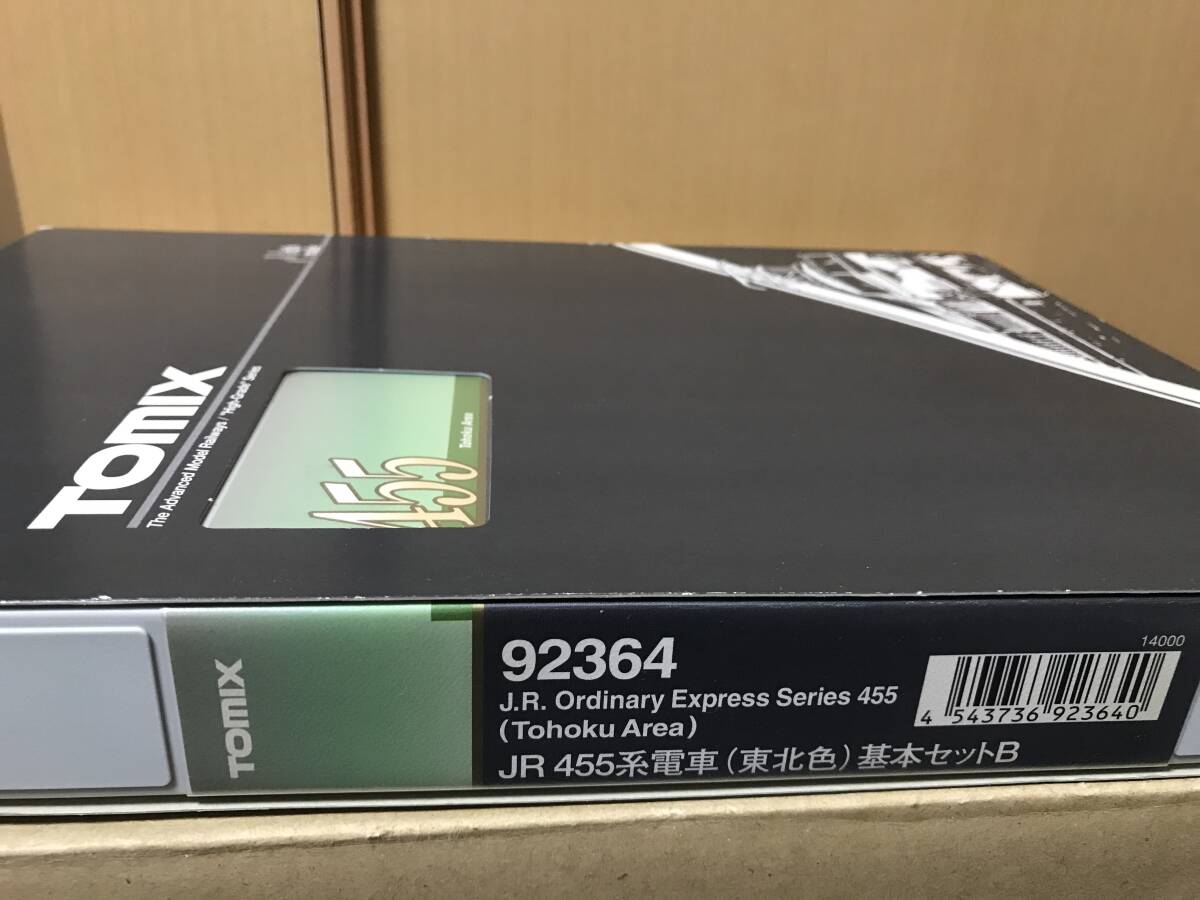 TOMIX
The Advanced Model Railways / "High-Grade" Series
455
Tohoku Area
TOMIX
92364
J.R. Ordinary Express Series 455
(Tohoku Area)
JR 455系電車（東北色）基本セットB
14000
4 543736 923640